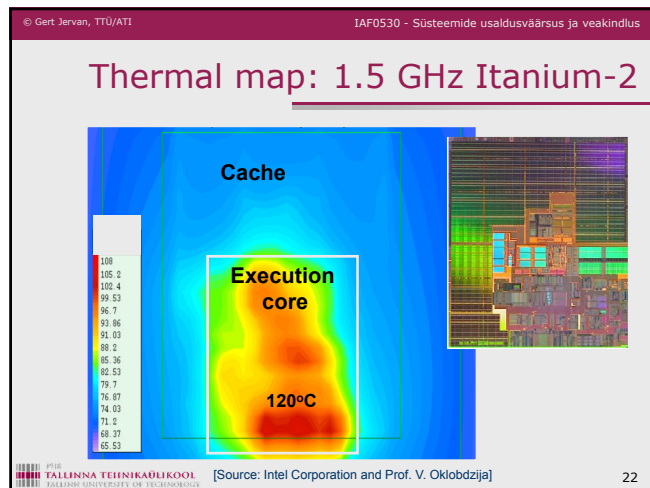 © Gert Jervan, TTÜ/ATI
IAF0530 - Süsteemide usaldusväärsus ja veakindlus
Thermal map: 1.5 GHz Itanium-2
Cache
Execution
core
120°C
108
105.2
102.4
99.53
96.7
93.86
91.03
88.2
85.36
82.53
79.7
76.87
74.03
71.2
68.37
65.53
1918
TALLINNA TEHNIKAÜLIKOOL
TALLINN UNIVERSITY OF TECHNOLOGY
[Source: Intel Corporation and Prof. V. Oklobdzija]
22